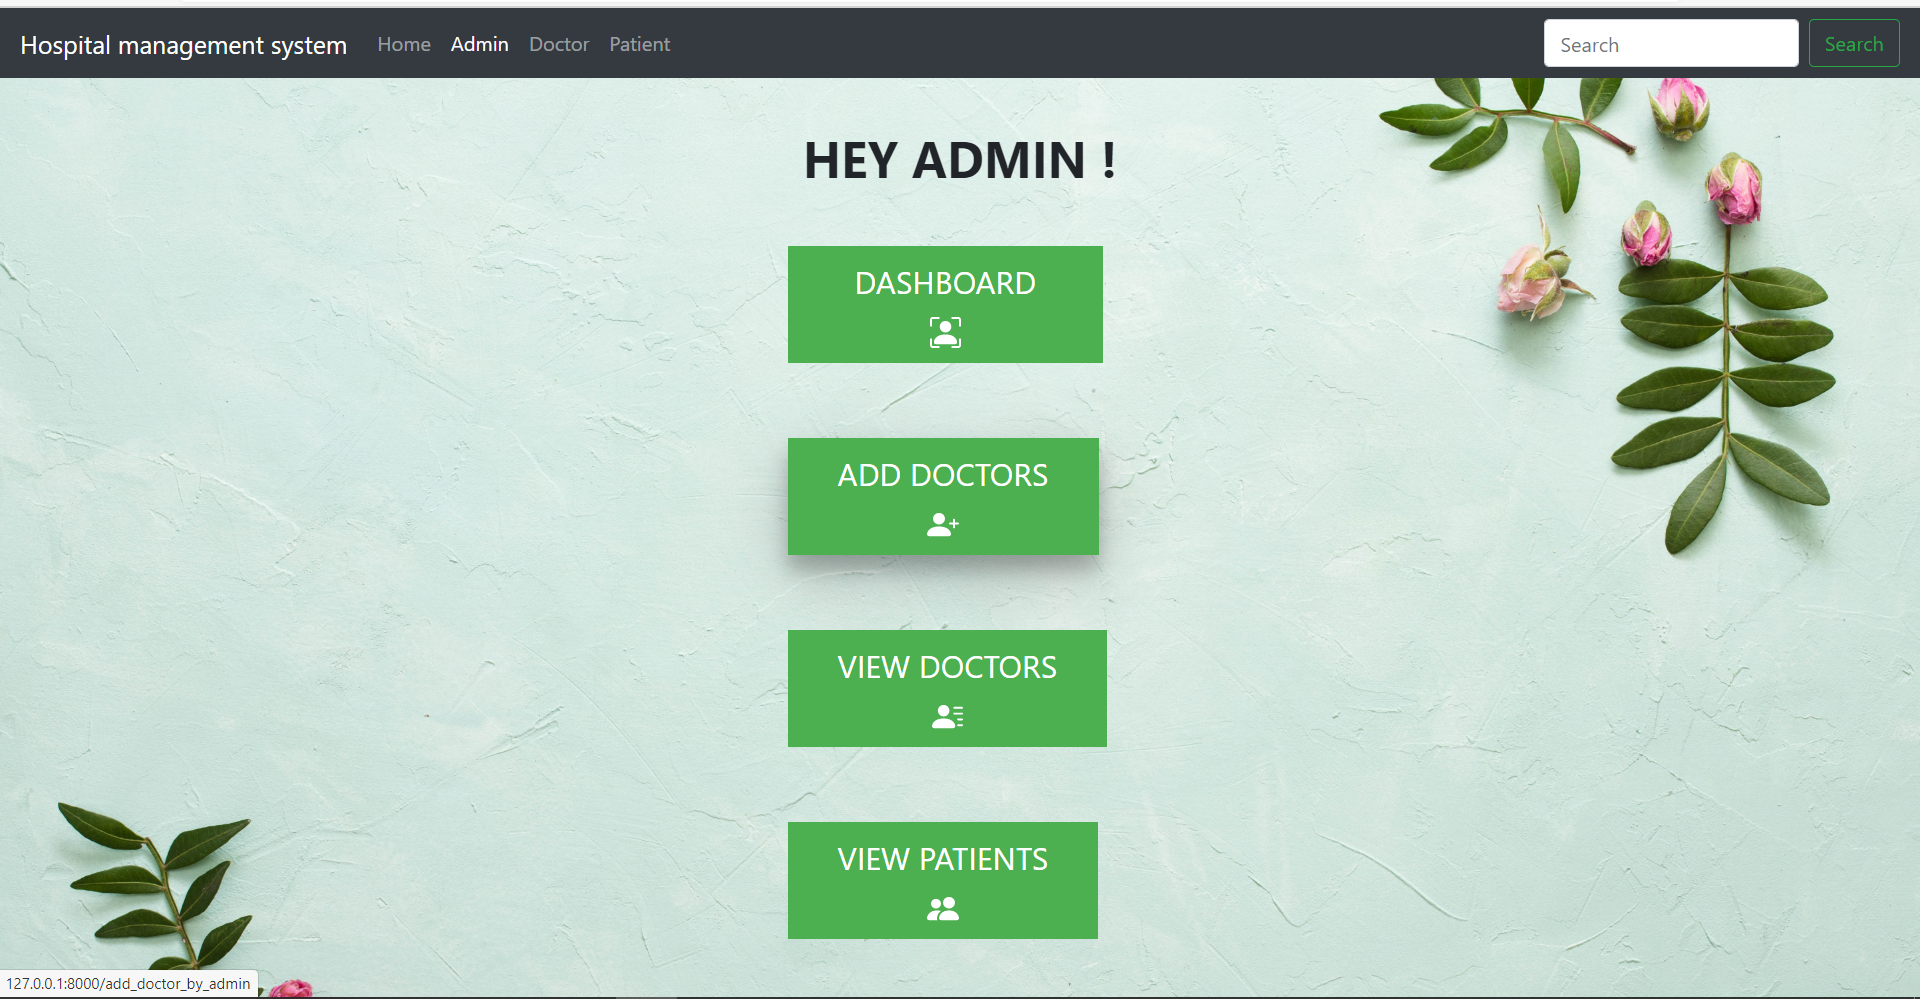 Hospital management system Home Admin Doctor Patient Search Search
HEY ADMIN !
DASHBOARD
ADD DOCTORS
VIEW DOCTORS
VIEW PATIENTS
127.0.0.1:8000/add_doctor_by_admin